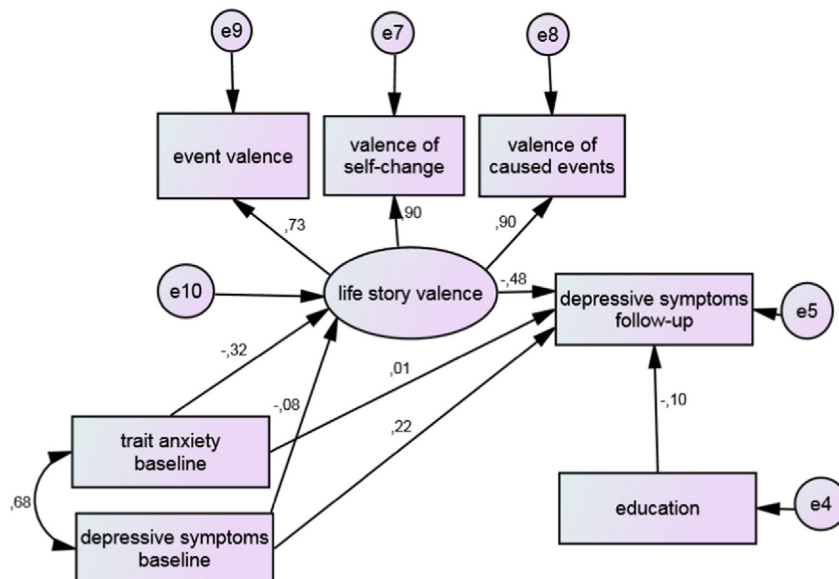 e9
e7
e8
event valence
valence of
self-change
valence of
caused events
,73
,90
,90
e10
life story valence
-,48
depressive symptoms
follow-up
e5
-,32
,01
-,08
,22
-,10
trait anxiety
baseline
,68
depressive symptoms
baseline
education
e4